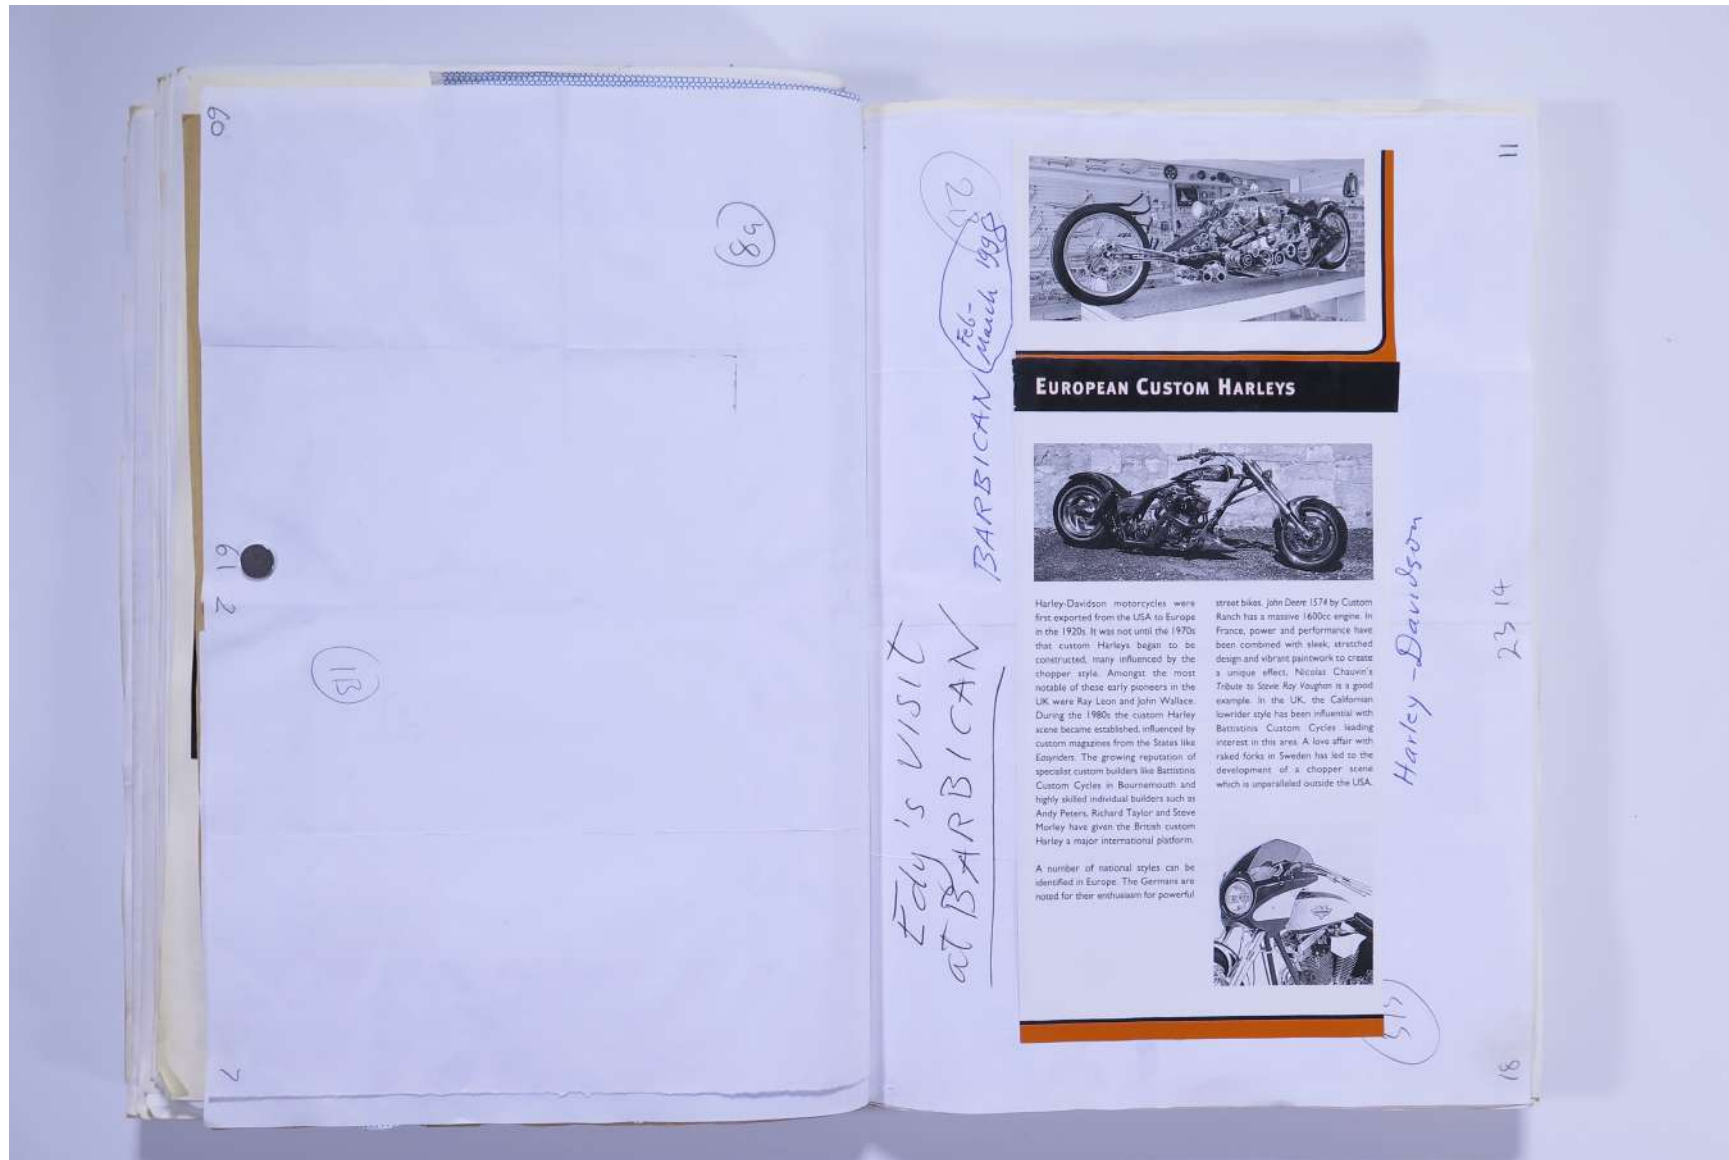 60
89
61
2
1B
7
11
Feb-
March 1998
BARBICAN
Edy's VISIT
at BARBICAN
EUROPEAN CUSTOM HARLEYS
Harley-Davidson motorcycles were
first exported from the USA to Europe
in the 1920s. It was not until the 1970s
that custom Harleys began to be
constructed, many influenced by the
chopper style. Amongst the most
notable of these early pioneers in the
UK were Ray Leon and John Wallace.
During the 1980s the custom Harley
scene became established, influenced by
custom magazines from the States like
Easyriders. The growing reputation of
specialist custom builders like Battistinis
Custom Cycles in Bournemouth and
highly skilled individual builders such as
Andy Peters, Richard Taylor and Steve
Morley have given the British custom
Harley a major international platform.
A number of national styles can be
identified in Europe. The Germans are
noted for their enthusiasm for powerful
street bikes. John Deere 1574 by Custom
Ranch has a massive 1600cc engine. In
France, power and performance have
been combined with sleek, stretched
design and vibrant paintwork to create
a unique effect. Nicolas Chauvin's
Tribute to Stevie Ray Vaughan is a good
example. In the UK, the Californian
lowrider style has been influential with
Battistinis Custom Cycles leading
interest in this area. A love affair with
raked forks in Sweden has led to the
development of a chopper scene
which is unparalleled outside the USA.
Harley-Davidson
23 14
18